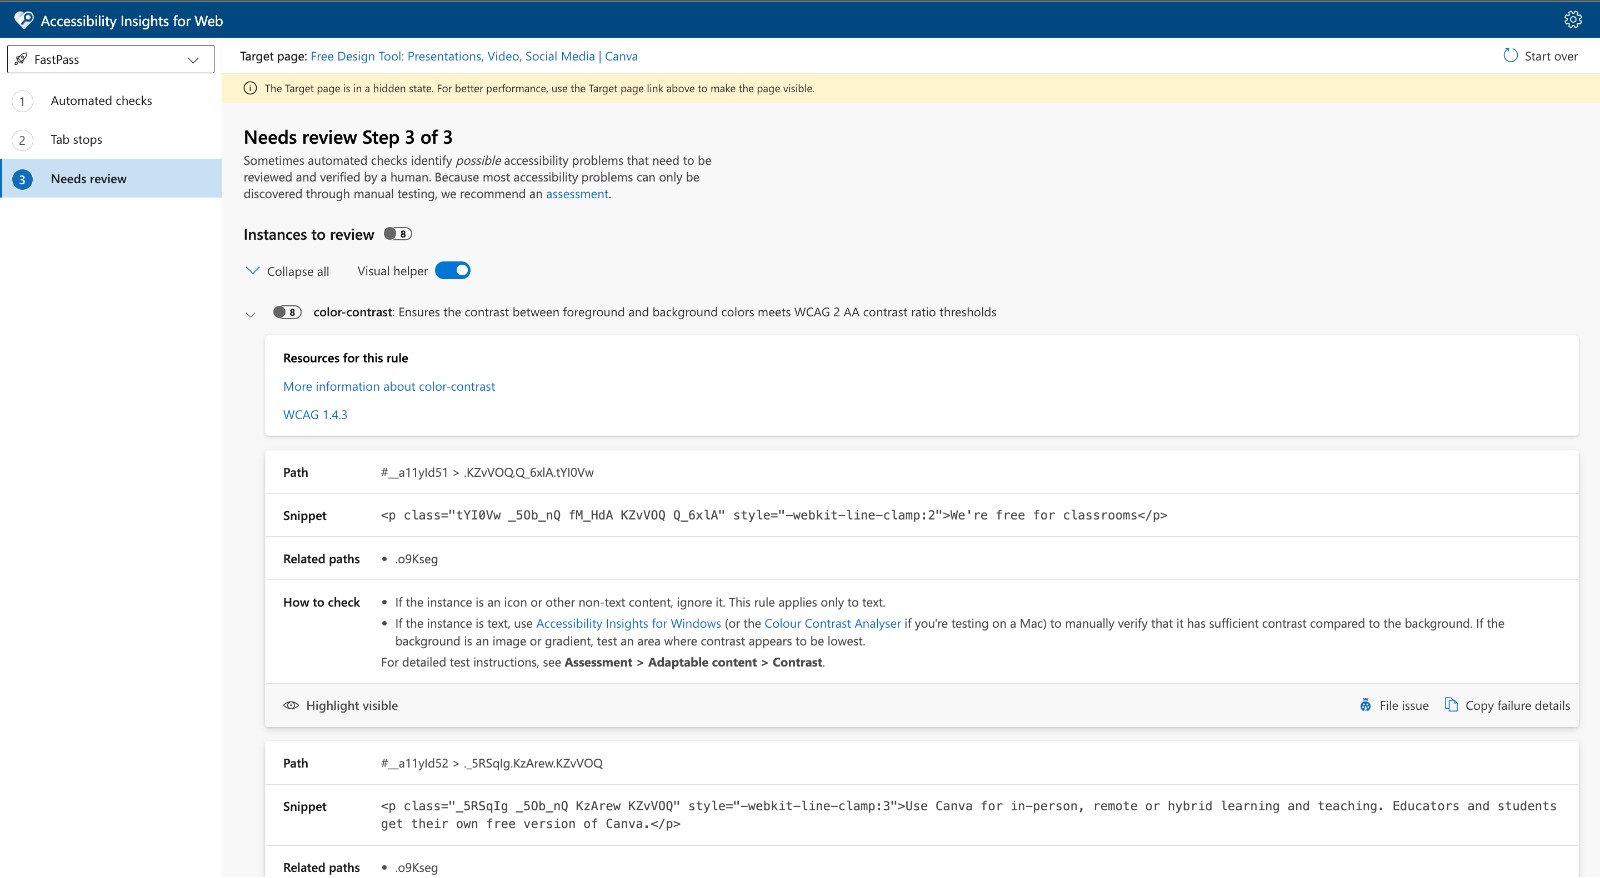 Accessibility Insights for Web
FastPass
Target page: Free Design Tool: Presentations, Video, Social Media | Canva
Start over
The Target page is in a hidden state. For better performance, use the Target page link above to make the page visible.
1 Automated checks
2 Tab stops
3 Needs review
Needs review Step 3 of 3
Sometimes automated checks identify possible accessibility problems that need to be
reviewed and verified by a human. Because most accessibility problems can only be
discovered through manual testing, we recommend an assessment.
Instances to review 8
Collapse all
Visual helper
8 color-contrast: Ensures the contrast between foreground and background colors meets WCAG 2 AA contrast ratio thresholds
Resources for this rule
More information about color-contrast
WCAG 1.4.3
Path #__a11yId51 > .KZvVOQ.Q_6xlA.tYI0Vw
Snippet <p class="tYI0Vw _5Ob_nQ fM_HdA KZvVOQ Q_6xlA" style="-webkit-line-clamp:2">We're free for classrooms</p>
Related paths • .o9Kseg
How to check • If the instance is an icon or other non-text content, ignore it. This rule applies only to text.
• If the instance is text, use Accessibility Insights for Windows (or the Colour Contrast Analyser if you're testing on a Mac) to manually verify that it has sufficient contrast compared to the background. If the
background is an image or gradient, test an area where contrast appears to be lowest.
For detailed test instructions, see Assessment > Adaptable content > Contrast.
Highlight visible
File issue
Copy failure details
Path #__a11yId52 > ._5RSqIg.KzArew.KZvVOQ
Snippet <p class="_5RSqIg _5Ob_nQ KzArew KZvVOQ" style="-webkit-line-clamp:3">Use Canva for in-person, remote or hybrid learning and teaching. Educators and students
get their own free version of Canva.</p>
Related paths • .o9Kseg